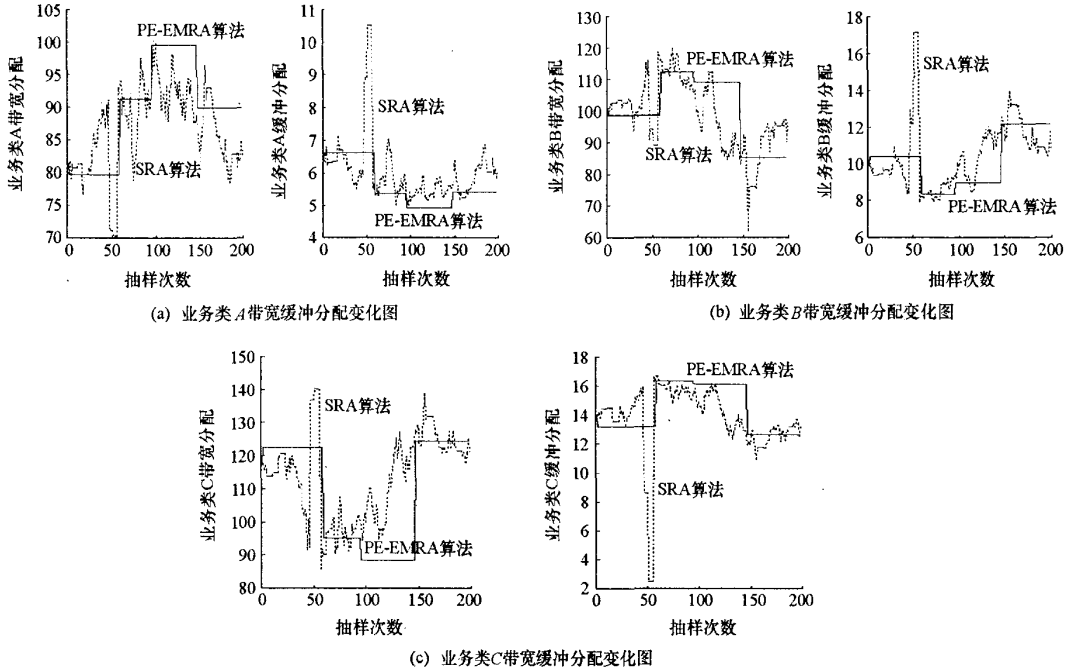 业务类A带宽分配
105
100
95
90
85
80
75
70
0
50
100
150
200
PE-EMRA算法
SRA算法
抽样次数
业务类A缓冲分配
11
10
9
8
7
6
5
4
0
50
100
150
200
SRA算法
PE-EMRA算法
抽样次数
(a) 业务类A带宽缓冲分配变化图
业务类B带宽分配
130
120
110
100
90
80
70
60
0
50
100
150
200
PE-EMRA算法
SRA算法
抽样次数
业务类B缓冲分配
18
16
14
12
10
8
6
0
50
100
150
200
SRA算法
PE-EMRA算法
抽样次数
(b) 业务类B带宽缓冲分配变化图
业务类C带宽分配
150
140
130
120
110
100
90
80
0
50
100
150
200
SRA算法
PE-EMRA算法
抽样次数
业务类C缓冲分配
18
16
14
12
10
8
6
4
2
0
50
100
150
200
PE-EMRA算法
SRA算法
抽样次数
(c) 业务类C带宽缓冲分配变化图